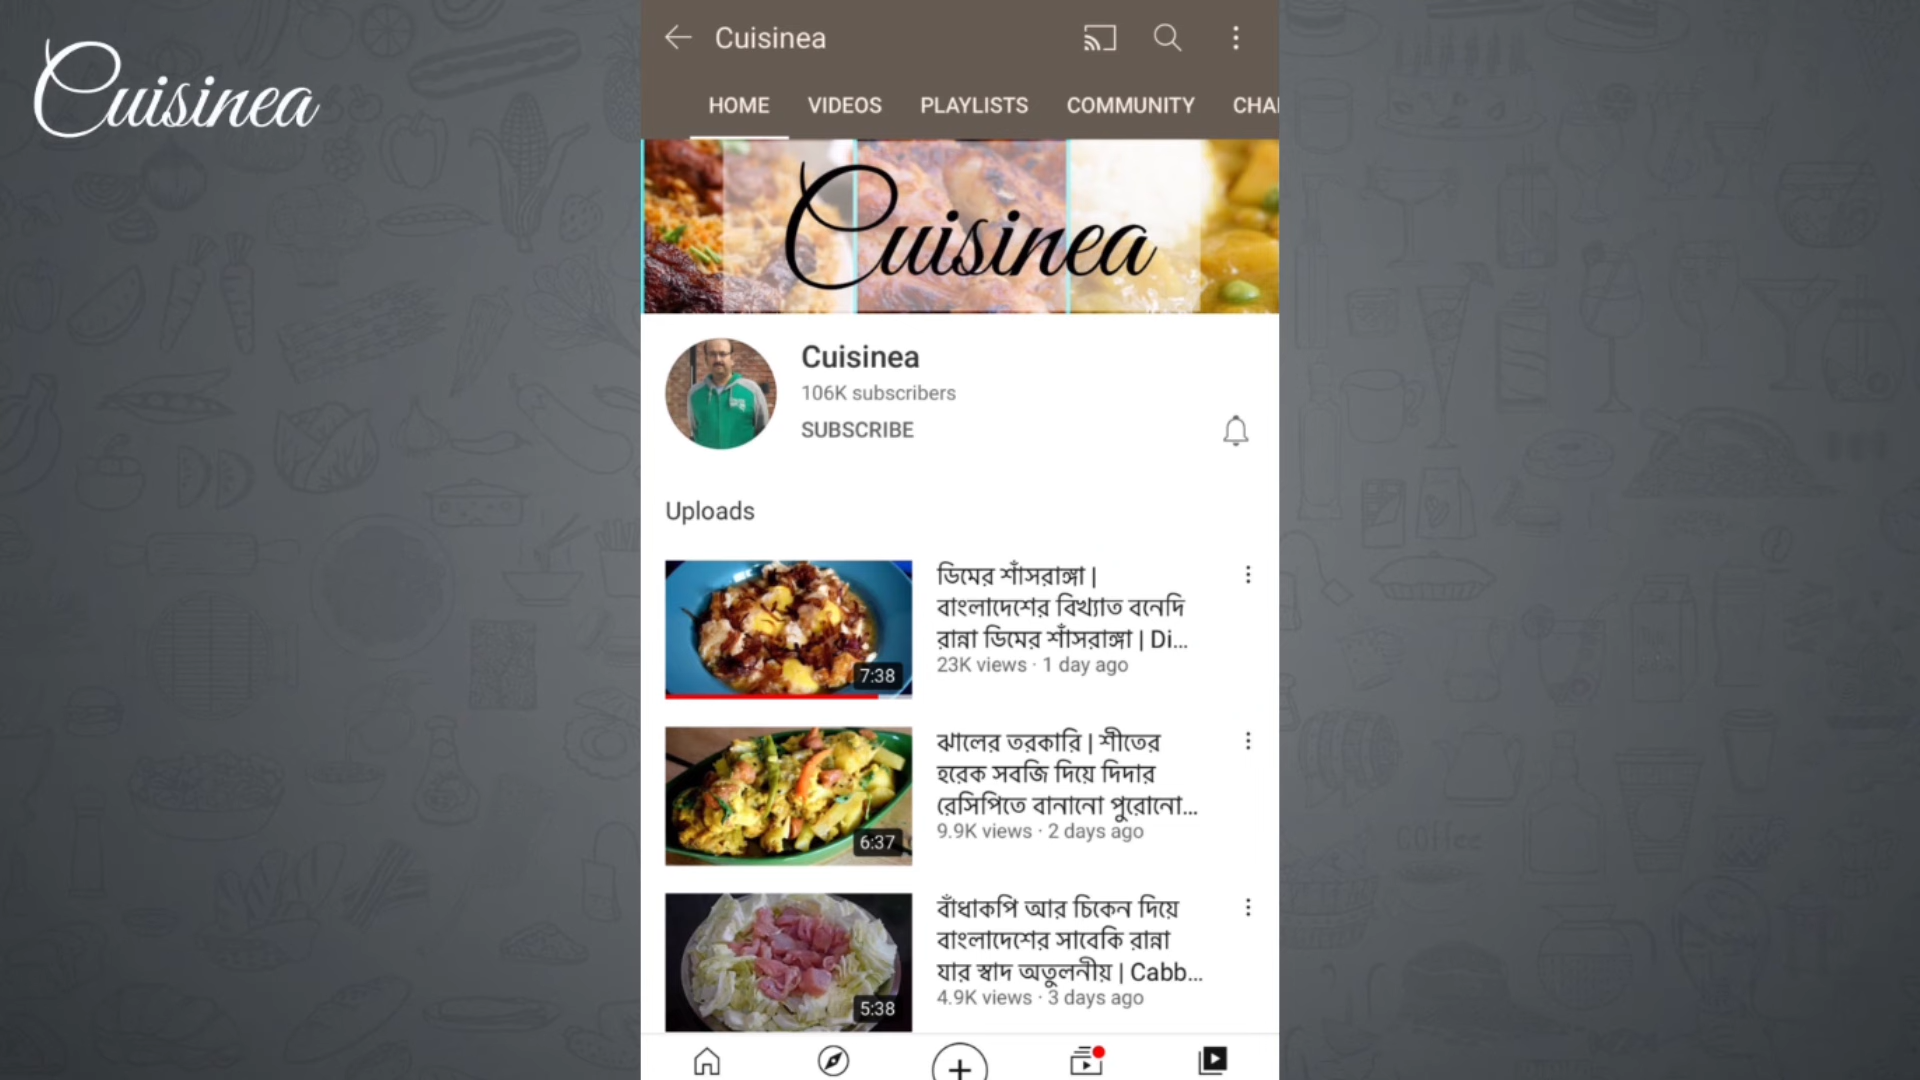 Cuisinea
Cuisinea
HOME VIDEOS PLAYLISTS COMMUNITY CHA
Cuisinea
Cuisinea
106K subscribers
SUBSCRIBE
Uploads
ডিমের শাঁসরাঙ্গা |
বাংলাদেশের বিখ্যাত বনেদি
রান্না ডিমের শাঁসরাঙ্গা | Di...
23K views · 1 day ago
7:38
ঝালের তরকারি | শীতের
হরেক সবজি দিয়ে দিদার
রেসিপিতে বানানো পুরোনো...
9.9K views · 2 days ago
6:37
বাঁধাকপি আর চিকেন দিয়ে
বাংলাদেশের সাবেকি রান্না
যার স্বাদ অতুলনীয় | Cabb...
4.9K views · 3 days ago
5:38
coffee